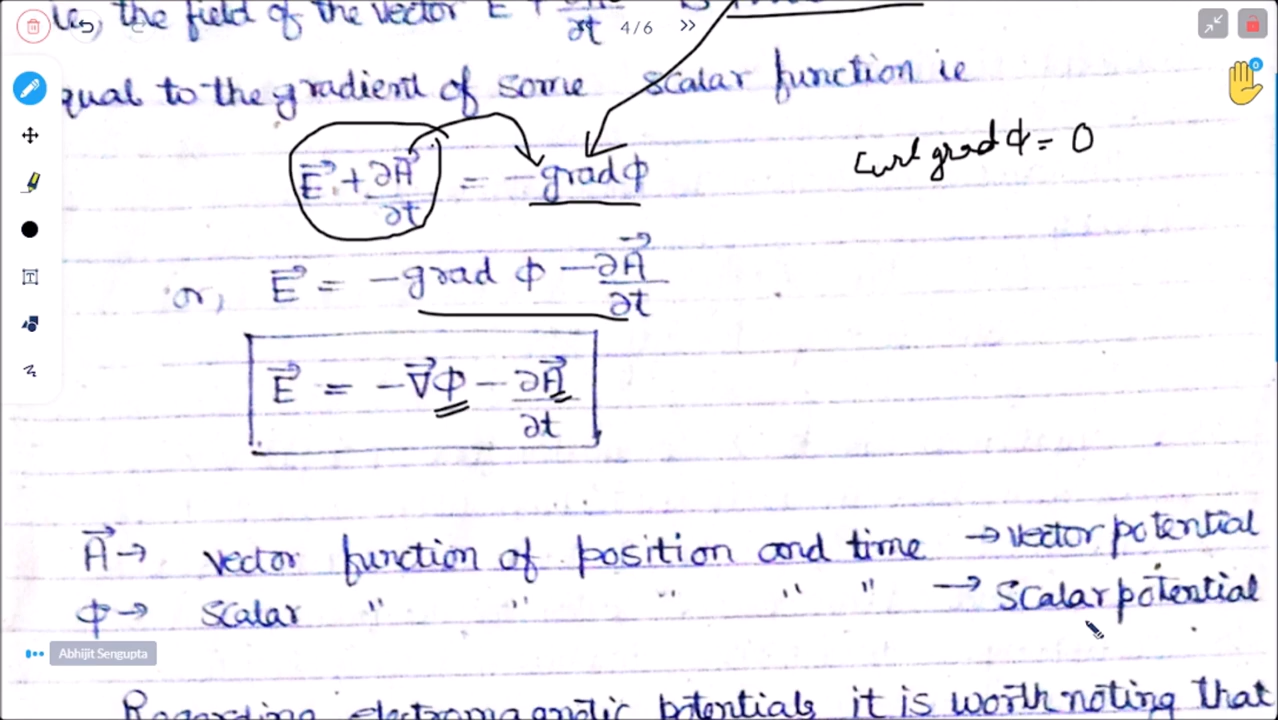 ie, the field of the vector E + ∂t 4/6 »
qual to the gradient of some scalar function ie
curl grad ϕ = 0
E⃗ + ∂A⃗/∂t = -grad ϕ
or, E⃗ = -grad ϕ - ∂A⃗/∂t
E⃗ = -∇⃗ϕ - ∂A⃗/∂t
A⃗ → vector function of position and time → vector potential
ϕ → scalar " " " " " → scalar potential
Abhijit Sengupta
Regarding electromagnetic potentials it is worth noting that